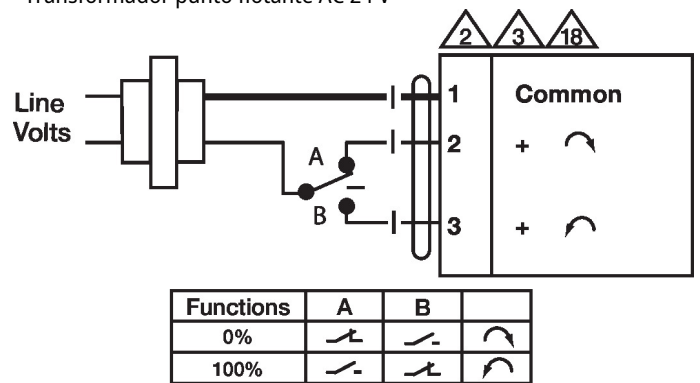 Transformador punto flotante AC 24 V
2 3 18
Line
Volts
1 Common
A
2 +
B
3 +
Functions A B
0%
100%